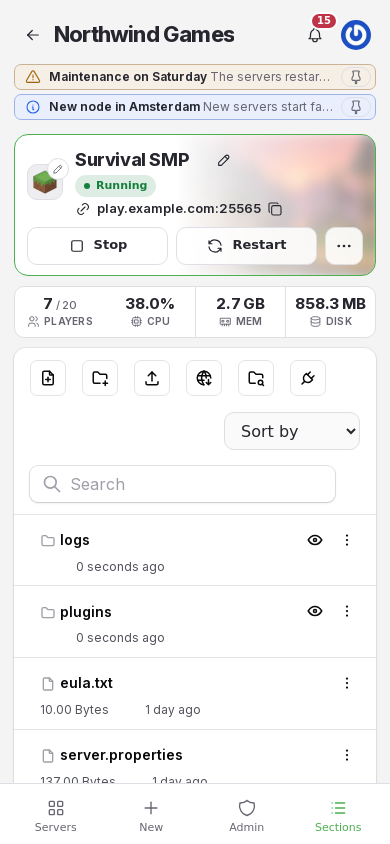 Northwind Games
15
Maintenance on Saturday The servers restar...
New node in Amsterdam New servers start fa...
Survival SMP
Running
play.example.com:25565
Stop
Restart
7 / 20
PLAYERS
38.0%
CPU
2.7 GB
MEM
858.3 MB
DISK
Sort by
Search
logs
0 seconds ago
plugins
0 seconds ago
eula.txt
10.00 Bytes 1 day ago
server.properties
137.00 Bytes 1 day ago
Servers
New
Admin
Sections